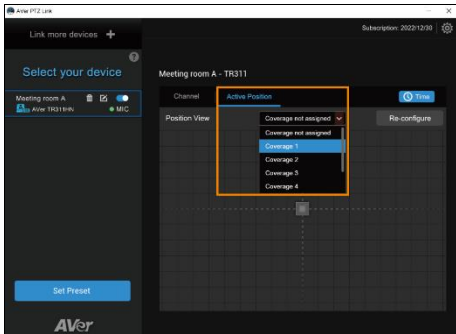 AVer PTZ Link
Link more devices +
Subscription: 2022/12/30
Select your device
?
Meeting room A - TR311
Meeting room A
AVer TR311HN
MIC
Channel
Active Position
Time
Position View
Coverage not assigned
Re-configure
Coverage not assigned
Coverage 1
Coverage 2
Coverage 3
Coverage 4
Set Preset
AVer